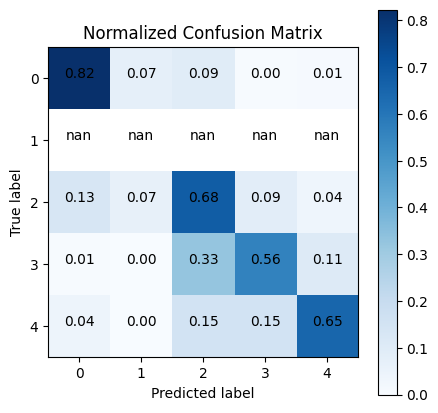 Normalized Confusion Matrix
0 0.82 0.07 0.09 0.00 0.01
1 nan nan nan nan nan
2 0.13 0.07 0.68 0.09 0.04
3 0.01 0.00 0.33 0.56 0.11
4 0.04 0.00 0.15 0.15 0.65
0 1 2 3 4
True label
Predicted label
0.8
0.7
0.6
0.5
0.4
0.3
0.2
0.1
0.0